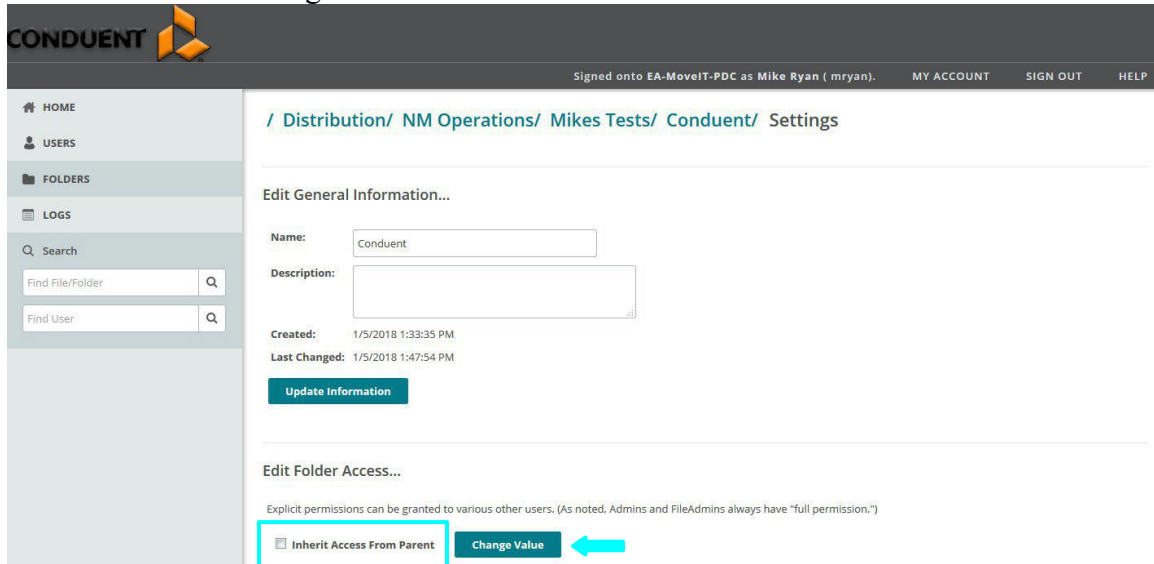 CONDUENT
Signed onto EA-MoveIT-PDC as Mike Ryan ( mryan). MY ACCOUNT SIGN OUT HELP
HOME
USERS
FOLDERS
LOGS
Search
Find File/Folder
Find User
/ Distribution/ NM Operations/ Mikes Tests/ Conduent/ Settings
Edit General Information...
Name: Conduent
Description:
Created: 1/5/2018 1:33:35 PM
Last Changed: 1/5/2018 1:47:54 PM
Update Information
Edit Folder Access...
Explicit permissions can be granted to various other users. (As noted, Admins and FileAdmins always have "full permission.")
Inherit Access From Parent Change Value